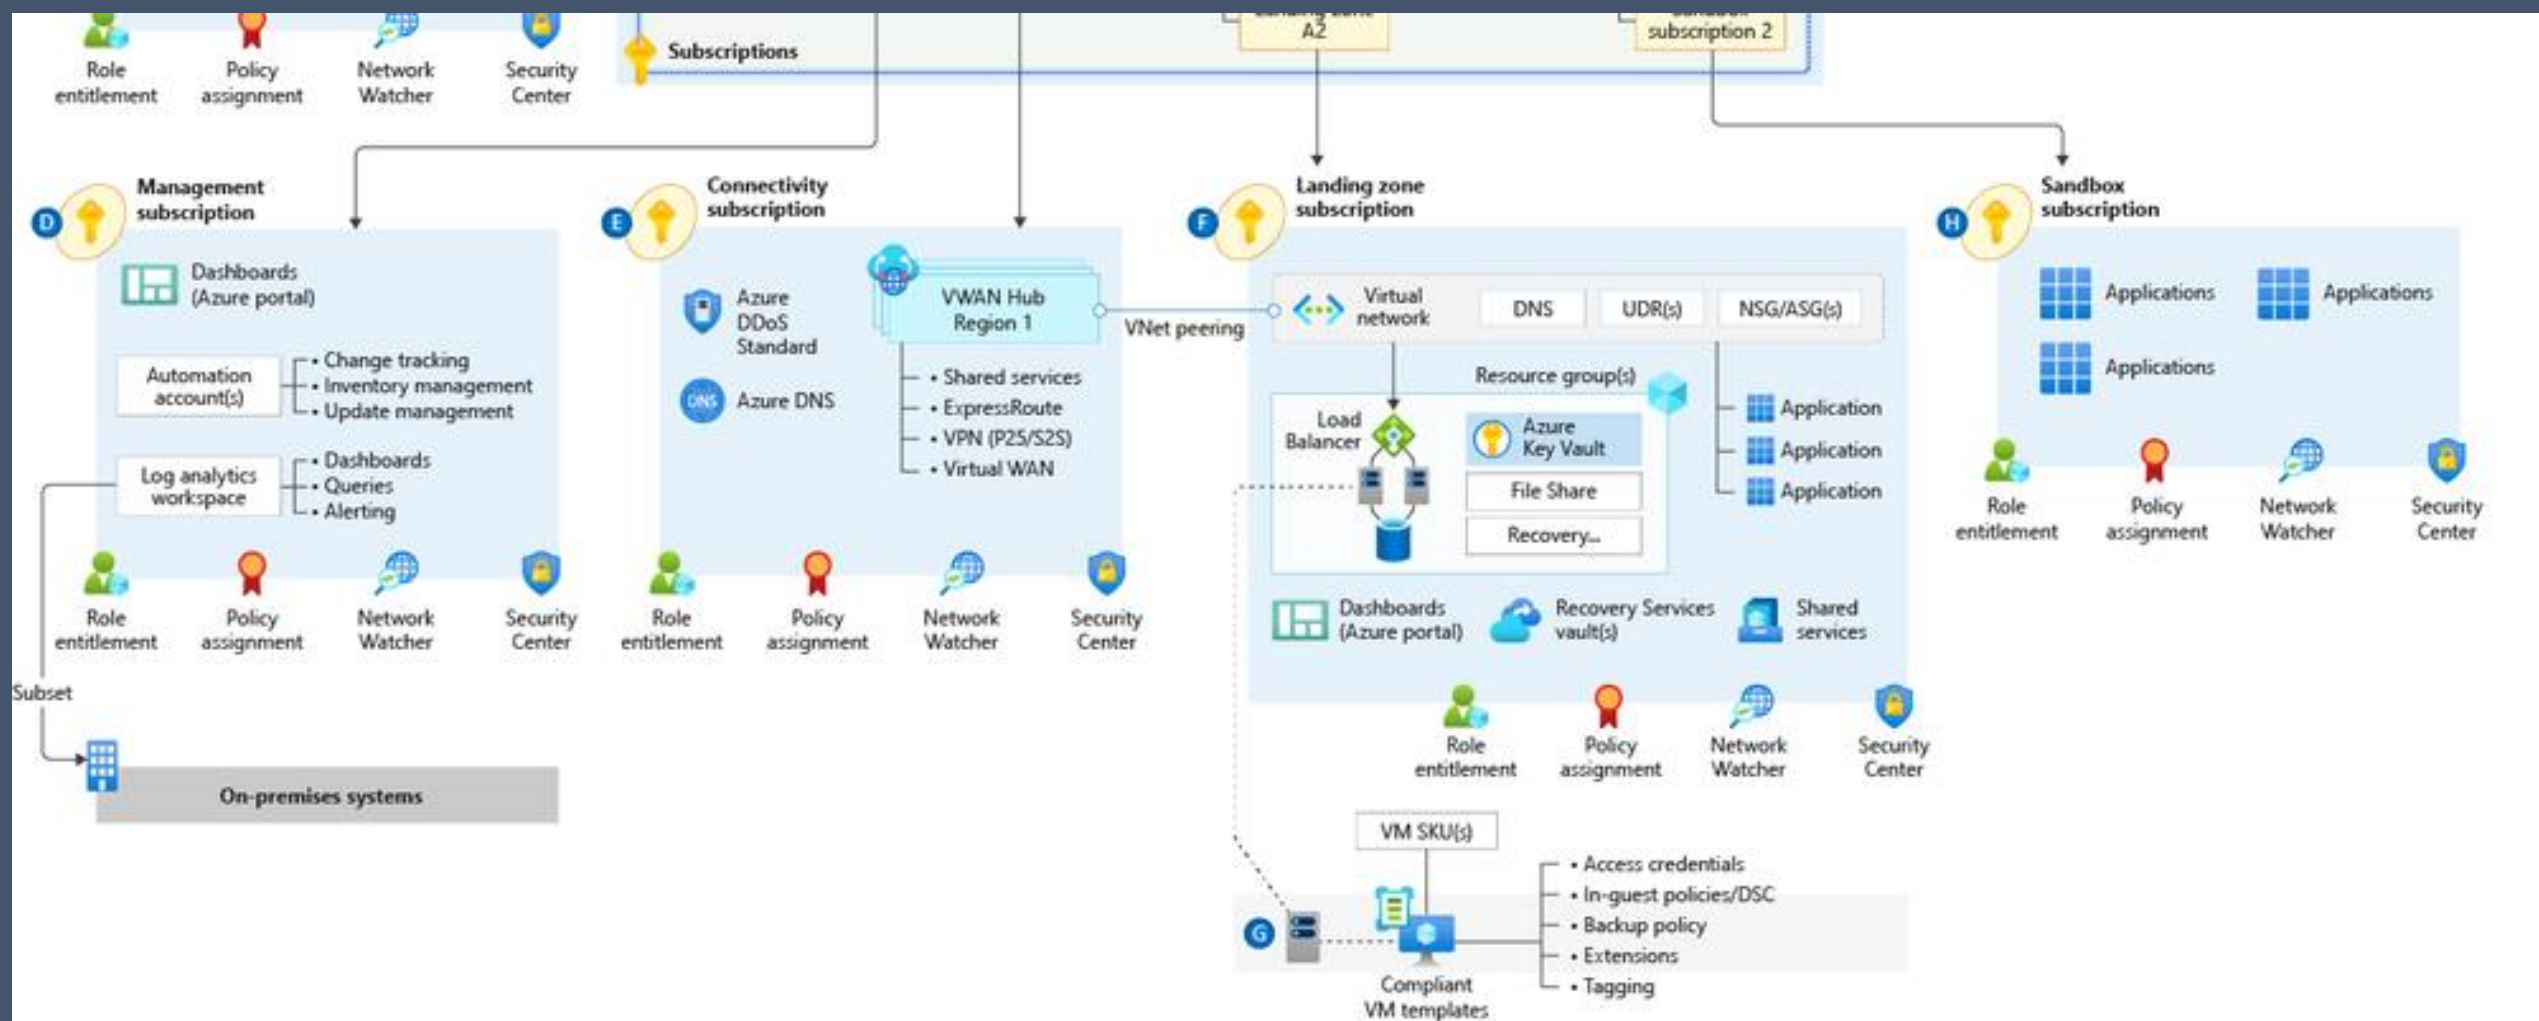 Role
entitlement
Policy
assignment
Network
Watcher
Security
Center
Subscriptions
A2
subscription 2
D
Management
subscription
Dashboards
(Azure portal)
Automation
account(s)
• Change tracking
• Inventory management
• Update management
Log analytics
workspace
• Dashboards
• Queries
• Alerting
Role
entitlement
Policy
assignment
Network
Watcher
Security
Center
Subset
On-premises systems
E
Connectivity
subscription
Azure
DDoS
Standard
DNS
Azure DNS
VWAN Hub
Region 1
• Shared services
• ExpressRoute
• VPN (P2S/S2S)
• Virtual WAN
Role
entitlement
Policy
assignment
Network
Watcher
Security
Center
VNet peering
F
Landing zone
subscription
Virtual
network
DNS
UDR(s)
NSG/ASG(s)
Resource group(s)
Load
Balancer
Azure
Key Vault
File Share
Recovery...
Application
Application
Application
Dashboards
(Azure portal)
Recovery Services
vault(s)
Shared
services
Role
entitlement
Policy
assignment
Network
Watcher
Security
Center
VM SKU(s)
G
Compliant
VM templates
• Access credentials
• In-guest policies/DSC
• Backup policy
• Extensions
• Tagging
H
Sandbox
subscription
Applications
Applications
Applications
Role
entitlement
Policy
assignment
Network
Watcher
Security
Center